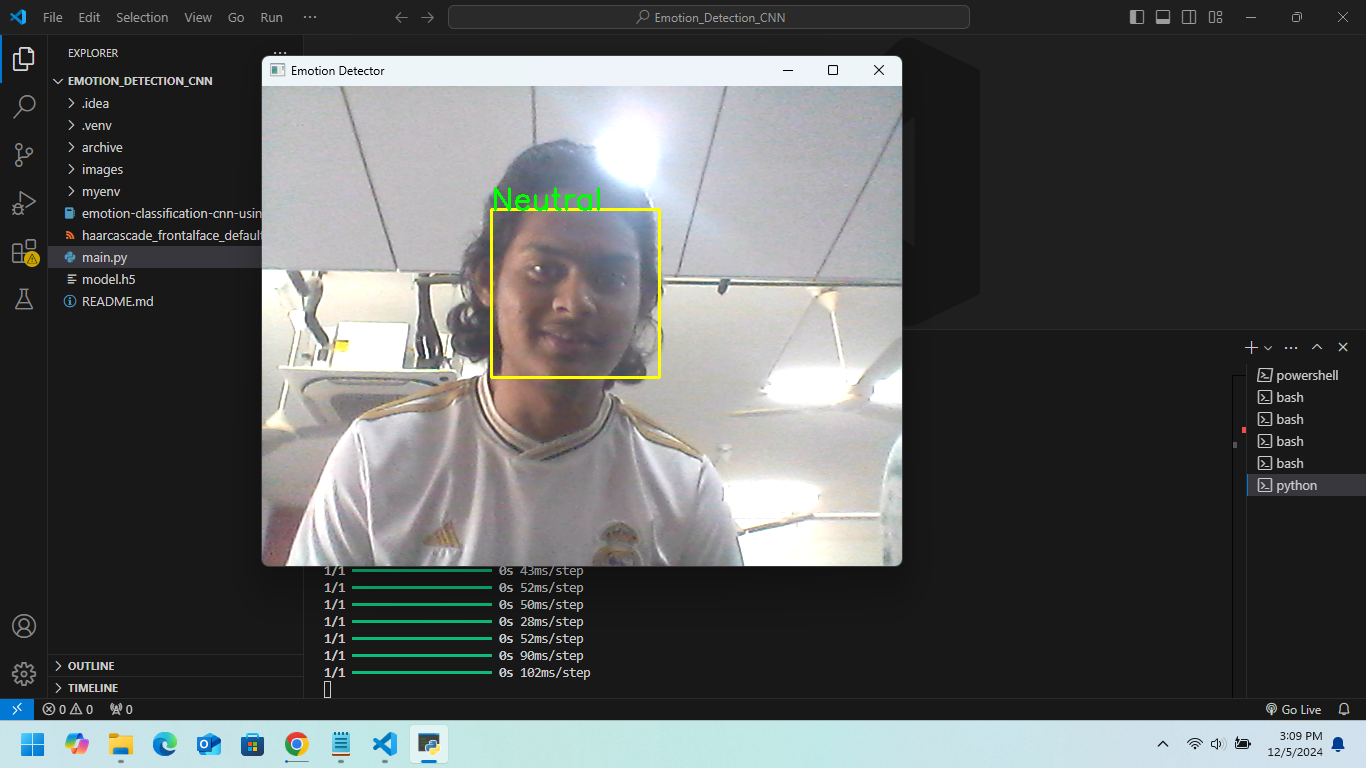 File Edit Selection View Go Run ···
Emotion_Detection_CNN
EXPLORER
Emotion Detector
EMOTION_DETECTION_CNN
.idea
.venv
archive
images
myenv
emotion-classification-cnn-usin
haarcascade_frontalface_default
main.py
model.h5
README.md
Neutral
powershell
bash
bash
bash
bash
python
1/1 0s 43ms/step
1/1 0s 52ms/step
1/1 0s 50ms/step
1/1 0s 28ms/step
1/1 0s 52ms/step
1/1 0s 90ms/step
1/1 0s 102ms/step
OUTLINE
TIMELINE
0 0 0
Go Live
3:09 PM
12/5/2024